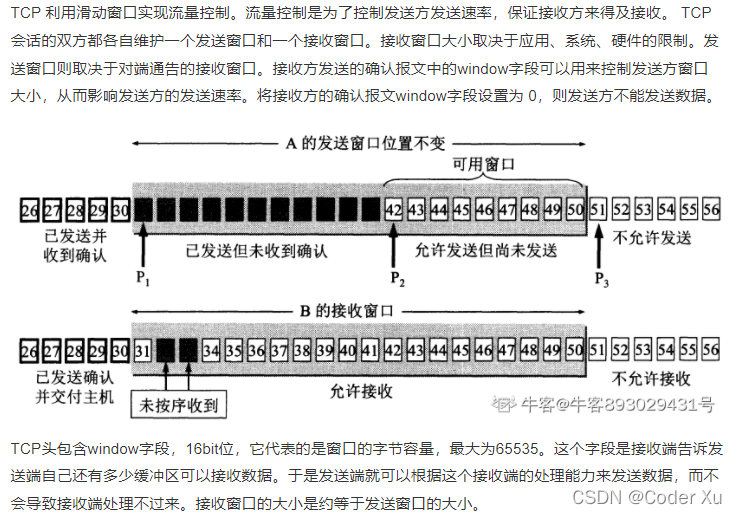 TCP 利用滑动窗口实现流量控制。流量控制是为了控制发送方发送速率，保证接收方来得及接收。 TCP
会话的双方都各自维护一个发送窗口和一个接收窗口。接收窗口大小取决于应用、系统、硬件的限制。发
送窗口则取决于对端通告的接收窗口。接收方发送的确认报文中的window字段可以用来控制发送方窗口
大小，从而影响发送方的发送速率。将接收方的确认报文window字段设置为 0，则发送方不能发送数据。
A 的发送窗口位置不变
可用窗口
26 27 28 29 30 42 43 44 45 46 47 48 49 50 51 52 53 54 55 56
已发送并
收到确认
已发送但未收到确认
允许发送但尚未发送
不允许发送
P1
P2
P3
B 的接收窗口
26 27 28 29 30 31 34 35 36 37 38 39 40 41 42 43 44 45 46 47 48 49 50 51 52 53 54 55 56
已发送确认
并交付主机
未按序收到
允许接收
不允许接收
牛客@牛客893029431号
TCP头包含window字段，16bit位，它代表的是窗口的字节容量，最大为65535。这个字段是接收端告诉发
送端自己还有多少缓冲区可以接收数据。于是发送端就可以根据这个接收端的处理能力来发送数据，而不
会导致接收端处理不过来。接收窗口的大小是约等于发送窗口的大小。
CSDN @Coder Xu